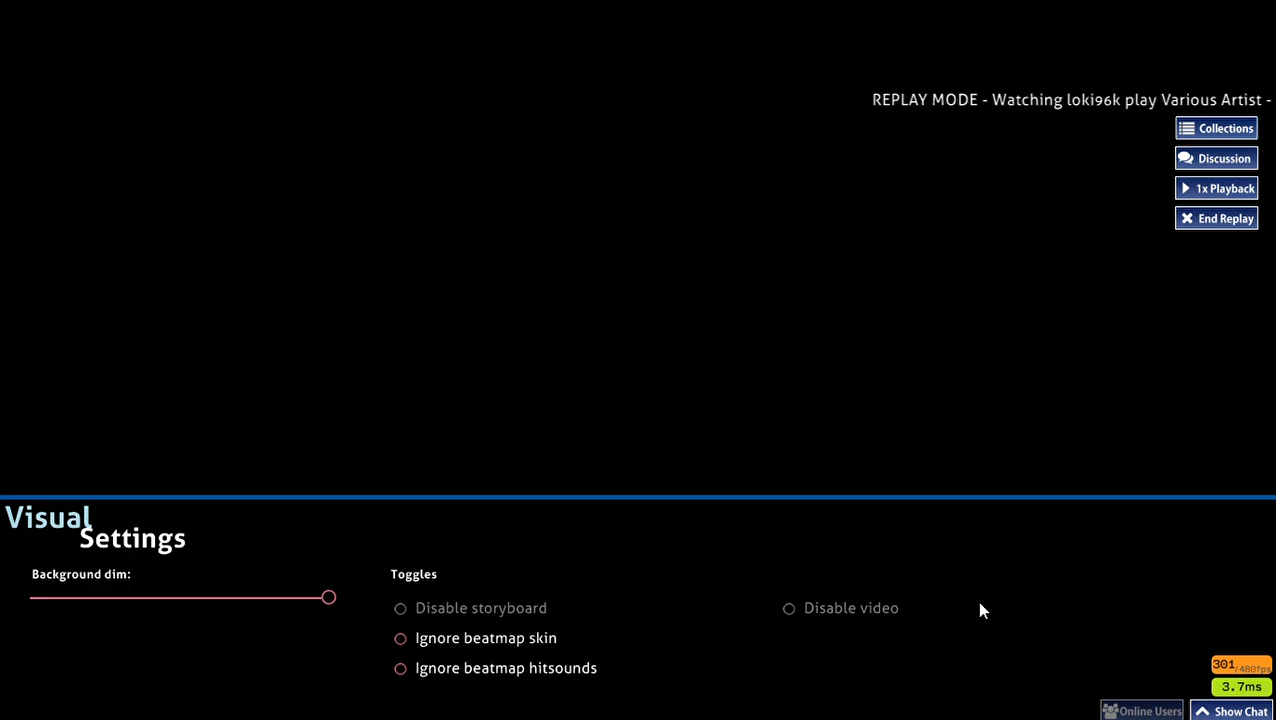 REPLAY MODE - Watching loki96k play Various Artist -
Collections
Discussion
1x Playback
End Replay
Visual
Settings
Background dim:
Toggles
Disable storyboard
Disable video
Ignore beatmap skin
Ignore beatmap hitsounds
301/480fps
3.7ms
Online Users
Show Chat